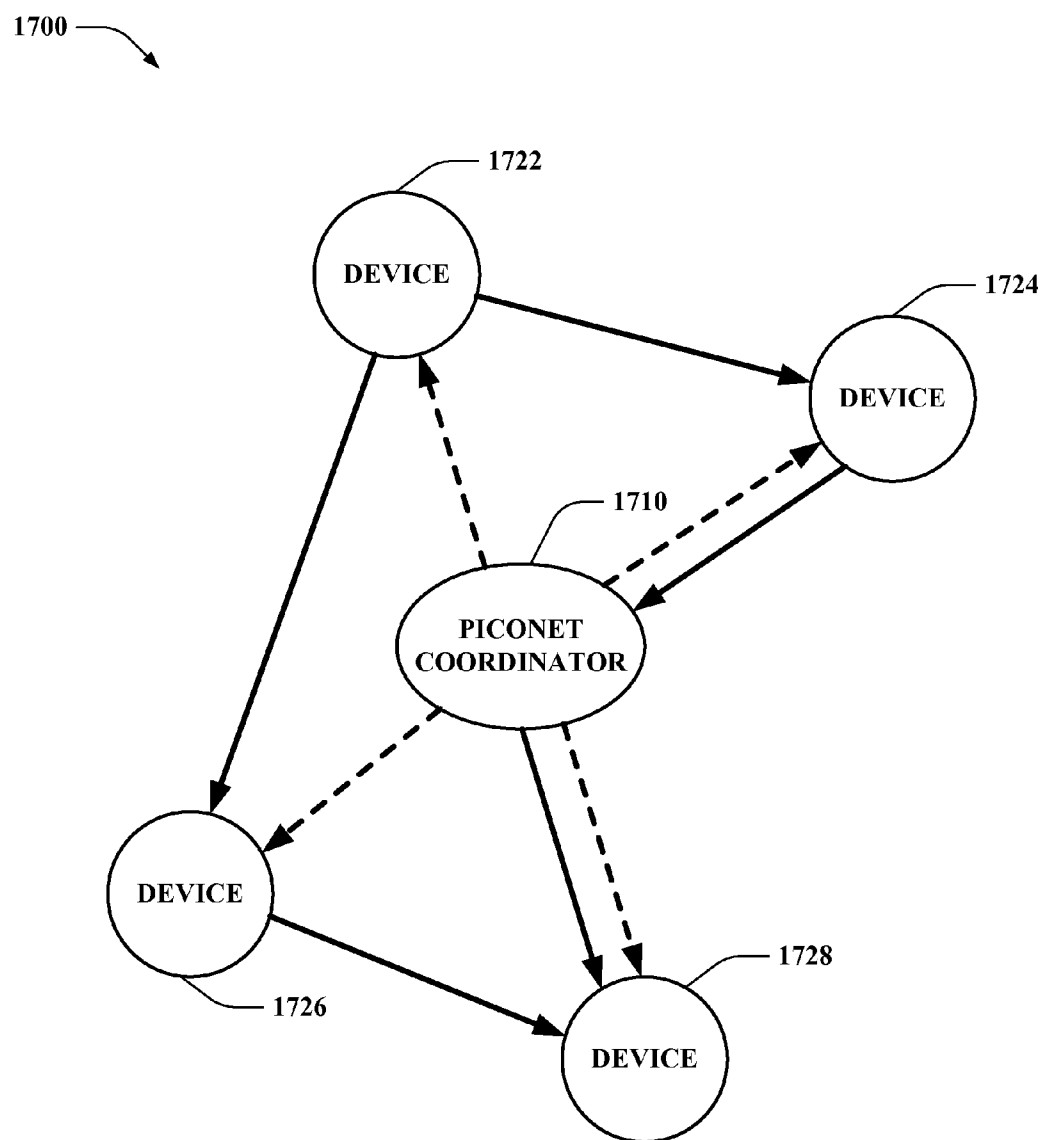 1700
1722
DEVICE
1724
DEVICE
1710
PICONET
COORDINATOR
DEVICE
1726
1728
DEVICE